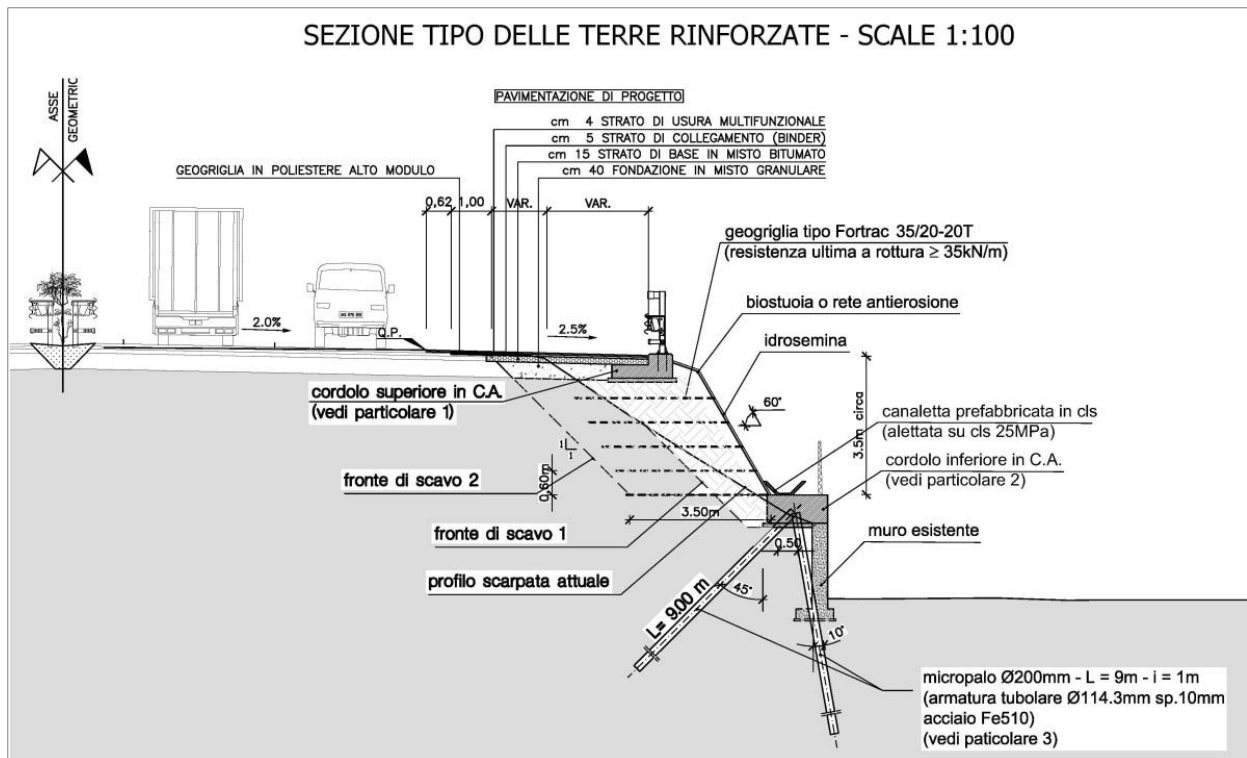 SEZIONE TIPO DELLE TERRE RINFORZATE - SCALE 1:100
ASSE
GEOMETRIC
PAVIMENTAZIONE DI PROGETTO
cm 4 STRATO DI USURA MULTIFUNZIONALE
cm 5 STRATO DI COLLEGAMENTO (BINDER)
cm 15 STRATO DI BASE IN MISTO BITUMATO
cm 40 FONDAZIONE IN MISTO GRANULARE
GEOGRIGLIA IN POLIESTERE ALTO MODULO
0,62 1,00 VAR. VAR.
geogriglia tipo Fortrac 35/20-20T
(resistenza ultima a rottura ≥ 35kN/m)
biostuoia o rete antierosione
idrosemina
2.0%
Q.P.
2.5%
cordolo superiore in C.A.
(vedi particolare 1)
60°
3.5m circa
canaletta prefabbricata in cls
(alettata su cls 25MPa)
cordolo inferiore in C.A.
(vedi particolare 2)
1
1
fronte di scavo 2
0,60m
3.50m
fronte di scavo 1
muro esistente
0,50
profilo scarpata attuale
45°
L= 9.00 m
10°
micropalo Ø200mm - L = 9m - i = 1m
(armatura tubolare Ø114.3mm sp.10mm
acciaio Fe510)
(vedi paticolare 3)